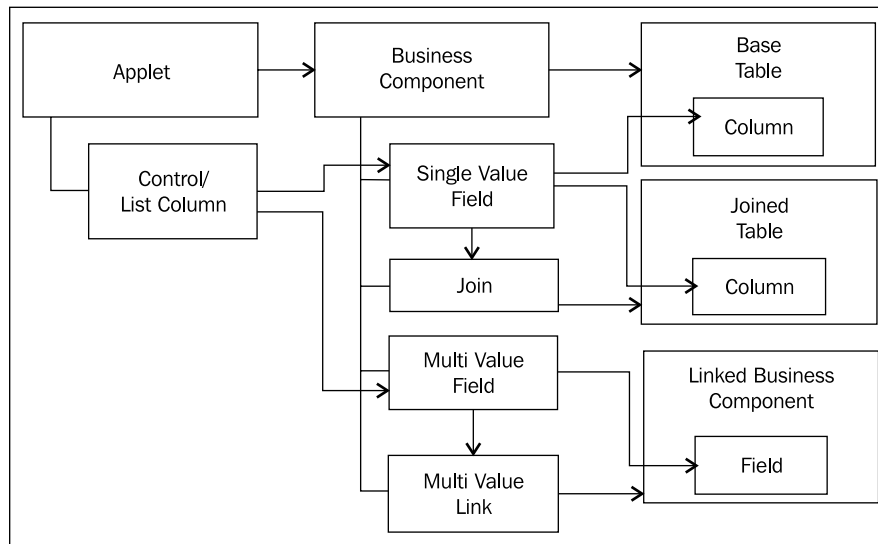 Applet
Business
Component
Base
Table
Column
Control/
List Column
Single Value
Field
Joined
Table
Join
Column
Multi Value
Field
Linked Business
Component
Field
Multi Value
Link